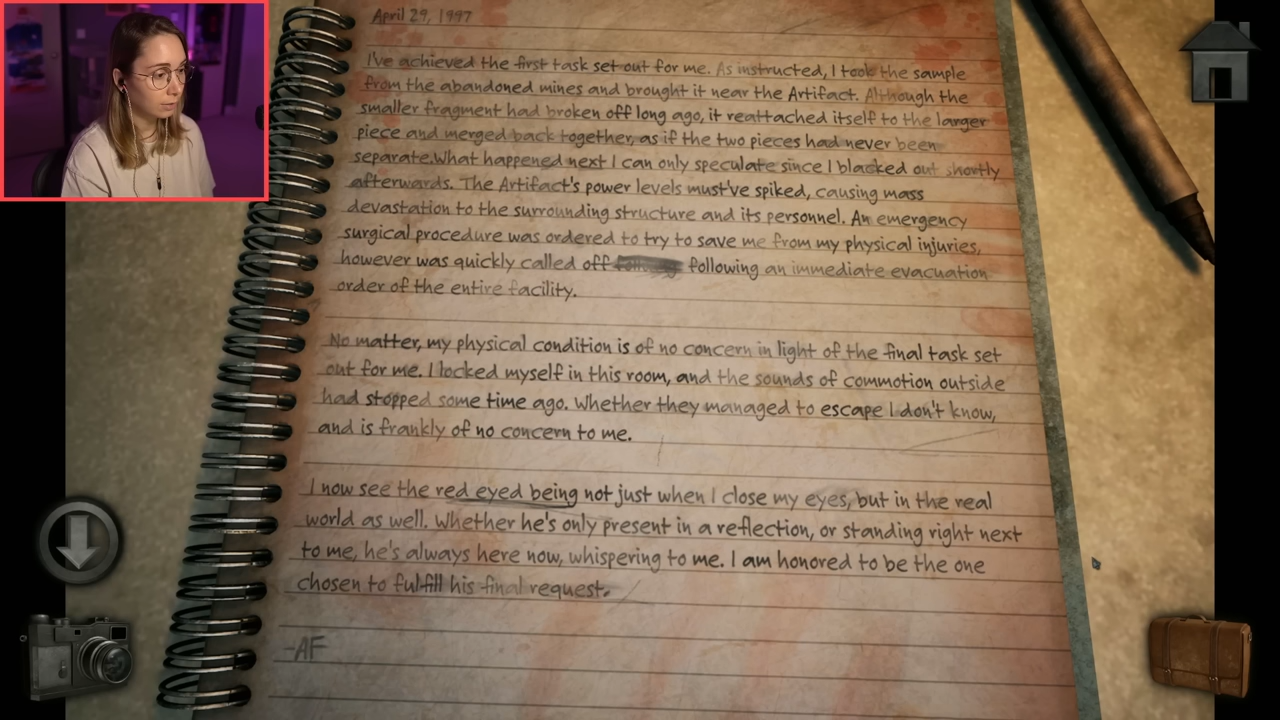 April 29, 1997
I've achieved the first task set out for me. As instructed, I took the sample
from the abandoned mines and brought it near the Artifact. Although the
smaller fragment had broken off long ago, it reattached itself to the larger
piece and merged back together, as if the two pieces had never been
separate.What happened next I can only speculate since I blacked out shortly
afterwards. The Artifact's power levels must've spiked, causing mass
devastation to the surrounding structure and its personnel. An emergency
surgical procedure was ordered to try to save me from my physical injuries,
however was quickly called off following an immediate evacuation
order of the entire facility.
No matter, my physical condition is of no concern in light of the final task set
out for me. I locked myself in this room, and the sounds of commotion outside
had stopped some time ago. Whether they managed to escape I don't know,
and is frankly of no concern to me.
I now see the red eyed being not just when I close my eyes, but in the real
world as well. Whether he's only present in a reflection, or standing right next
to me, he's always here now, whispering to me. I am honored to be the one
chosen to fulfill his final request.
-AF